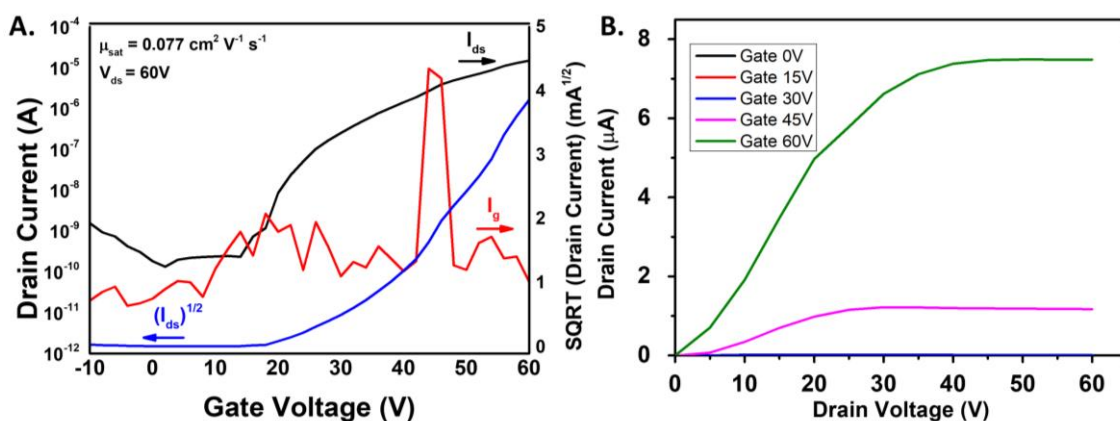 A.
μsat = 0.077 cm² V⁻¹ s⁻¹
Vds = 60V
Ids
Ig
(Ids)^1/2
10⁻⁴
10⁻⁵
10⁻⁶
10⁻⁷
10⁻⁸
10⁻⁹
10⁻¹⁰
10⁻¹¹
10⁻¹²
Drain Current (A)
-10 0 10 20 30 40 50 60
Gate Voltage (V)
5
4
3
2
1
0
SQRT (Drain Current) (mA^1/2)
B.
Gate 0V
Gate 15V
Gate 30V
Gate 45V
Gate 60V
8
6
4
2
0
Drain Current (μA)
0 10 20 30 40 50 60
Drain Voltage (V)